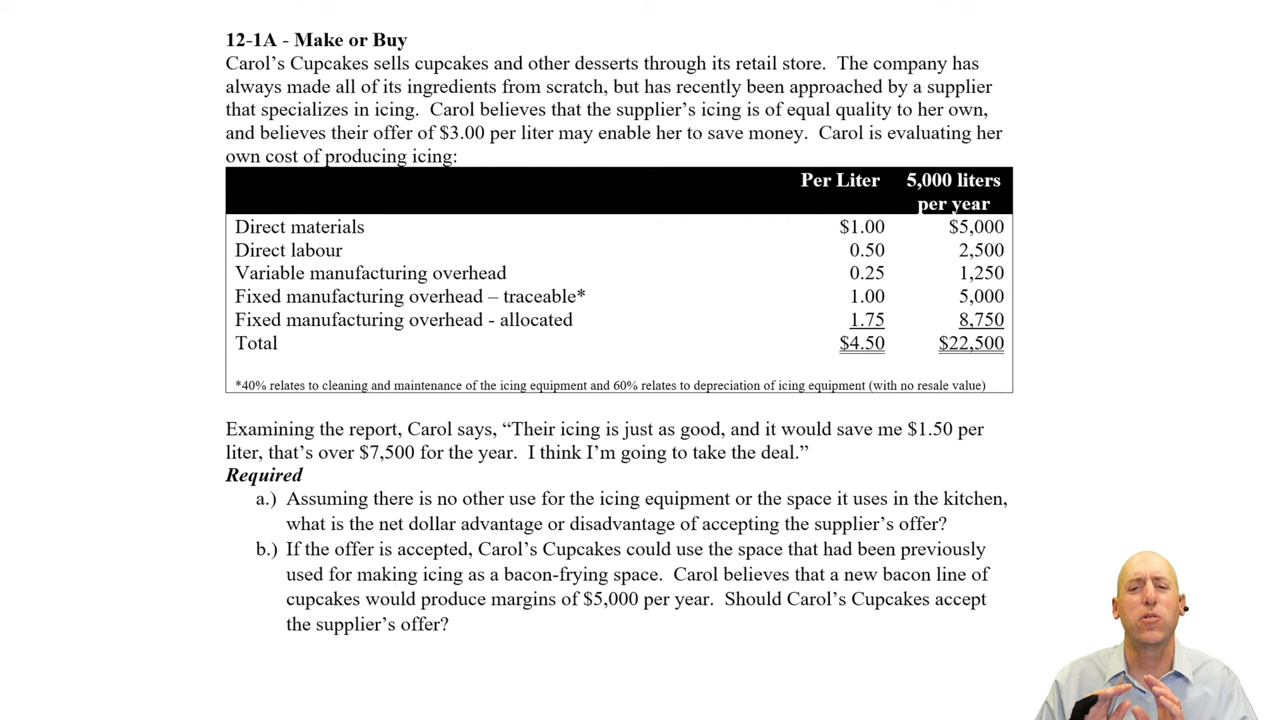 12-1A - Make or Buy
Carol's Cupcakes sells cupcakes and other desserts through its retail store. The company has
always made all of its ingredients from scratch, but has recently been approached by a supplier
that specializes in icing. Carol believes that the supplier's icing is of equal quality to her own,
and believes their offer of $3.00 per liter may enable her to save money. Carol is evaluating her
own cost of producing icing:
Per Liter 5,000 liters
per year
Direct materials $1.00 $5,000
Direct labour 0.50 2,500
Variable manufacturing overhead 0.25 1,250
Fixed manufacturing overhead – traceable* 1.00 5,000
Fixed manufacturing overhead - allocated 1.75 8,750
Total $4.50 $22,500
*40% relates to cleaning and maintenance of the icing equipment and 60% relates to depreciation of icing equipment (with no resale value)
Examining the report, Carol says, “Their icing is just as good, and it would save me $1.50 per
liter, that's over $7,500 for the year. I think I'm going to take the deal.”
Required
a.) Assuming there is no other use for the icing equipment or the space it uses in the kitchen,
what is the net dollar advantage or disadvantage of accepting the supplier's offer?
b.) If the offer is accepted, Carol's Cupcakes could use the space that had been previously
used for making icing as a bacon-frying space. Carol believes that a new bacon line of
cupcakes would produce margins of $5,000 per year. Should Carol's Cupcakes accept
the supplier's offer?